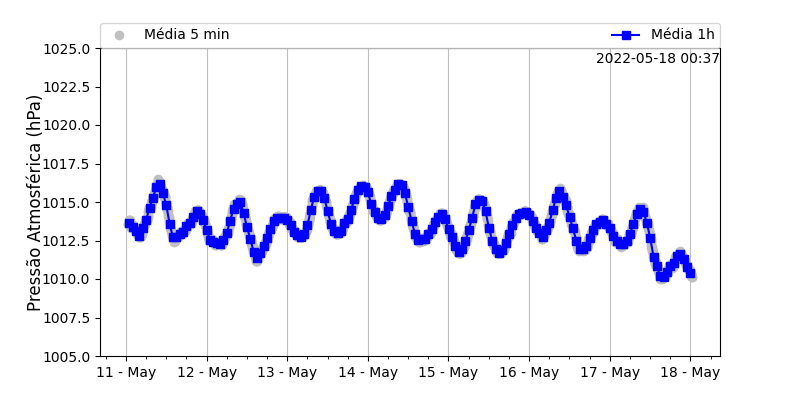 Média 5 min
Média 1h
2022-05-18 00:37
Pressão Atmosférica (hPa)
1025.0
1022.5
1020.0
1017.5
1015.0
1012.5
1010.0
1007.5
1005.0
11 - May
12 - May
13 - May
14 - May
15 - May
16 - May
17 - May
18 - May